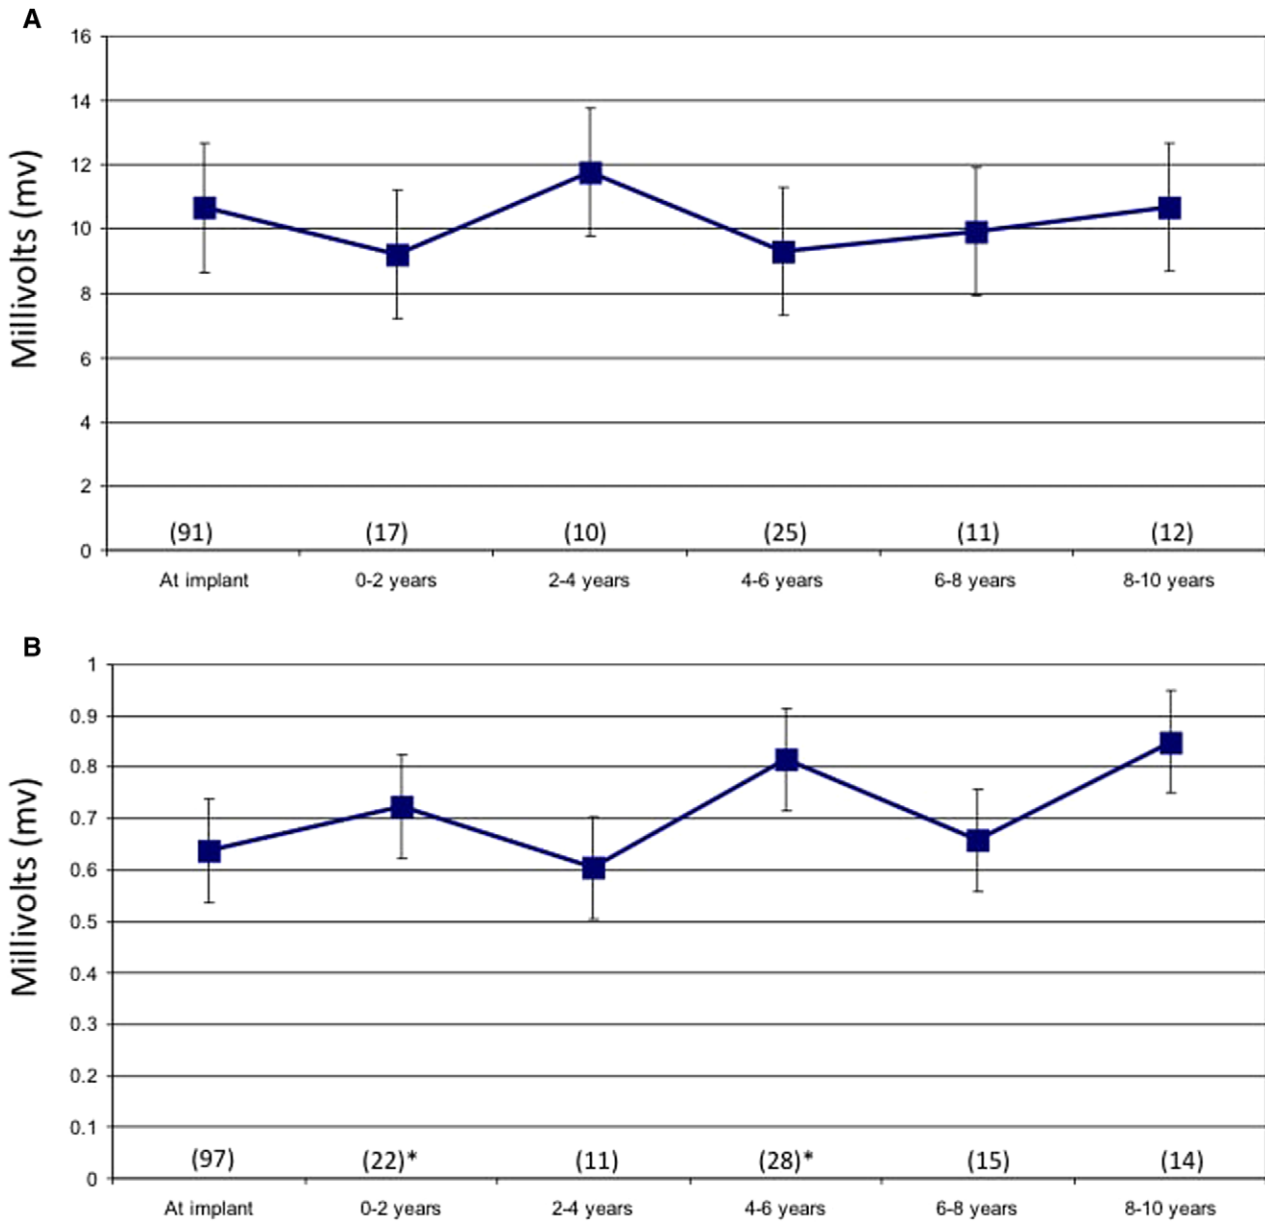 A
16
14
12
10
8
6
4
2
0
Millivolts (mv)
(91) (17) (10) (25) (11) (12)
At implant 0-2 years 2-4 years 4-6 years 6-8 years 8-10 years
B
1
0.9
0.8
0.7
0.6
0.5
0.4
0.3
0.2
0.1
0
Millivolts (mv)
(97) (22)* (11) (28)* (15) (14)
At implant 0-2 years 2-4 years 4-6 years 6-8 years 8-10 years